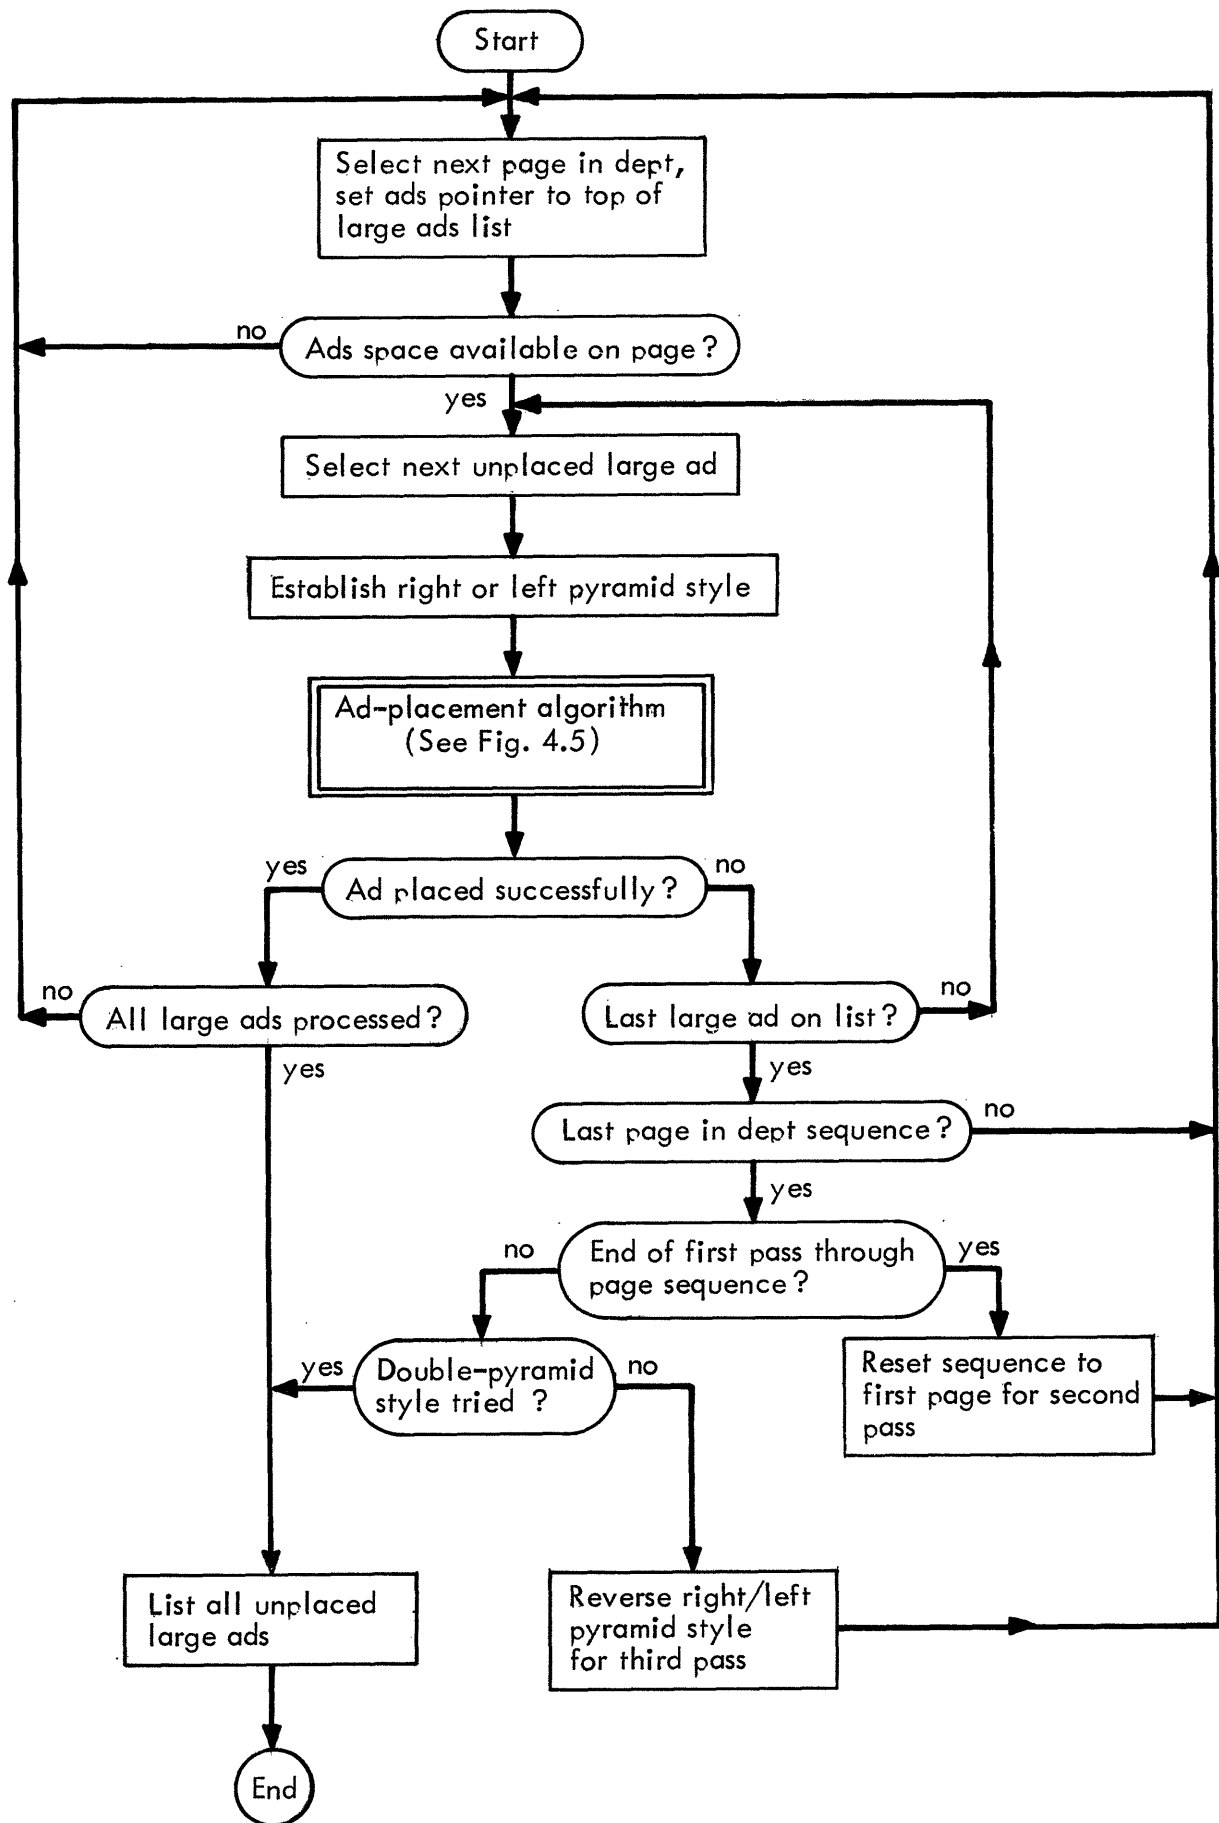 Start
Select next page in dept,
set ads pointer to top of
large ads list
no
Ads space available on page?
yes
Select next unplaced large ad
Establish right or left pyramid style
Ad-placement algorithm
(See Fig. 4.5)
yes
Ad placed successfully?
no
no
All large ads processed?
yes
Last large ad on list?
no
yes
Last page in dept sequence?
no
yes
no
End of first pass through
page sequence?
yes
yes
Double-pyramid
style tried ?
no
Reset sequence to
first page for second
pass
List all unplaced
large ads
Reverse right/left
pyramid style
for third pass
End